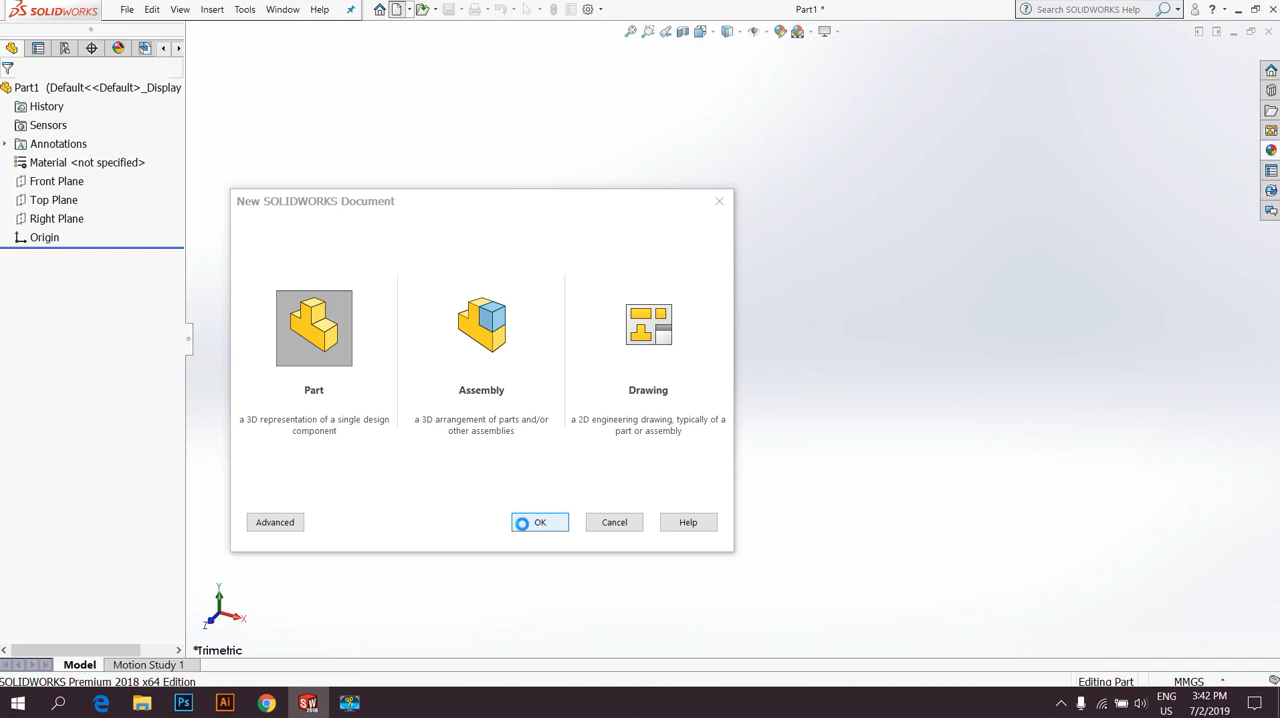 SOLIDWORKS File Edit View Insert Tools Window Help Part1 * Search SOLIDWORKS Help
Part1 (Default<<Default>_Display
History
Sensors
Annotations
Material <not specified>
Front Plane
Top Plane
Right Plane
Origin
New SOLIDWORKS Document
Part Assembly Drawing
a 3D representation of a single design component
a 3D arrangement of parts and/or other assemblies
a 2D engineering drawing, typically of a part or assembly
Advanced OK Cancel Help
Y
X
Z
*Trimetric
Model Motion Study 1
SOLIDWORKS Premium 2018 x64 Edition Editing Part MMGS
Ps Ai SW 2018
ENG 3:42 PM
US 7/2/2019